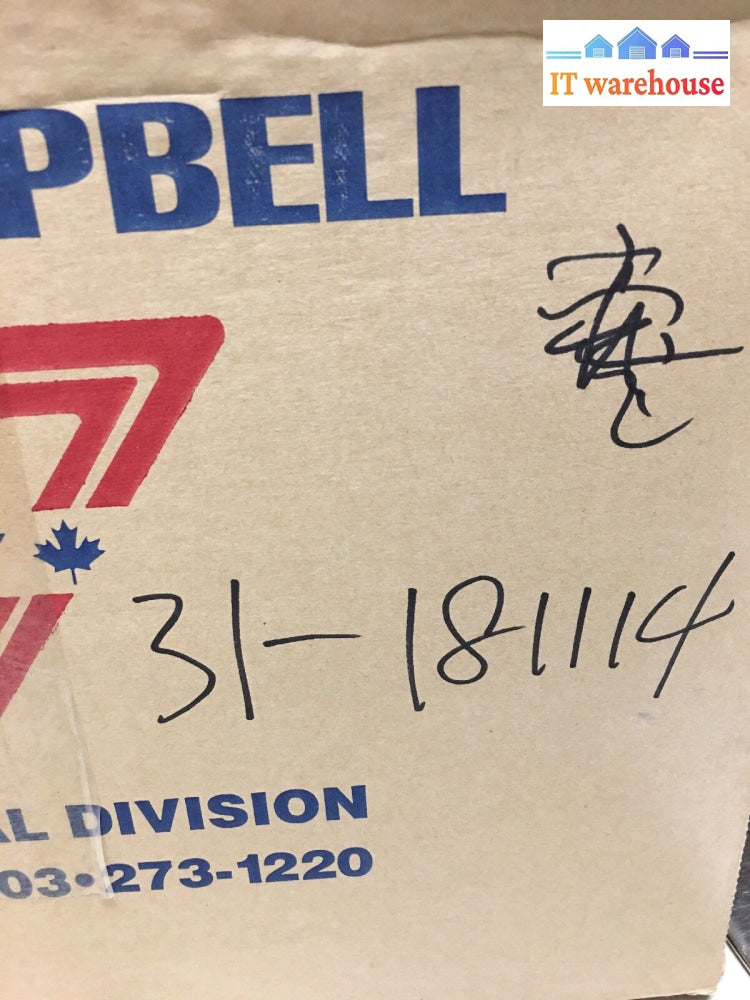 IT warehouse
PBELL
31-181114
AL DIVISION
03•273-1220